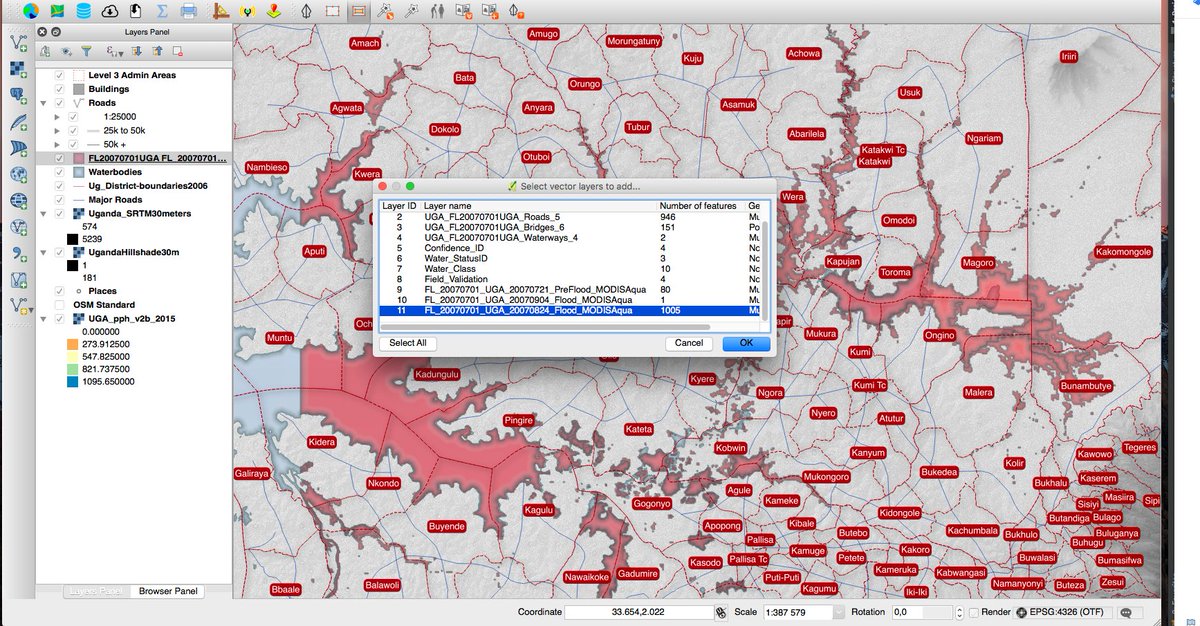 Layers Panel
Level 3 Admin Areas
Buildings
Roads
1:25000
25k to 50k
50k +
FL20070701UGA FL_20070701...
Waterbodies
Ug_District-boundaries2006
Major Roads
Uganda_SRTM30meters
574
5239
UgandaHillshade30m
1
181
Places
OSM Standard
UGA_pph_v2b_2015
0.000000
273.912500
547.825000
821.737500
1095.650000
Layers Panel
Browser Panel
Amach
Amugo
Morungatuny
Kuju
Achowa
Iriiri
Bata
Orungo
Usuk
Agwata
Anyara
Asamuk
Dokolo
Tubur
Abarilela
Ngariam
Otuboi
Katakwi Tc
Katakwi
Nambieso
Kwera
Select vector layers to add...
Layer ID Layer name Number of features Ge
2 UGA_FL20070701UGA_Roads_5 946 Mu
3 UGA_FL20070701UGA_Bridges_6 151 Po
4 UGA_FL20070701UGA_Waterways_4 2 Mu
5 Confidence_ID 4 No
6 Water_StatusID 3 No
7 Water_Class 10 No
8 Field_Validation 4 No
9 FL_20070701_UGA_20070721_PreFlood_MODISAqua 80 Mu
10 FL_20070701_UGA_20070904_Flood_MODISAqua 1 Mu
11 FL_20070701_UGA_20070824_Flood_MODISAqua 1005 Mu
Select All
Cancel
OK
Wera
Omodoi
Aputi
Kapujan
Toroma
Magoro
Kakomongole
Och
apir
Mukura
Ongino
Muntu
Kumi
Kadungulu
Kyere
Ngora
Kumi Tc
Malera
Bunambutye
Pingire
Nyero
Atutur
Kateta
Kidera
Kobwin
Kanyum
Tegeres
Kawowo
Galiraya
Nkondo
Mukongoro
Bukedea
Kolir
Kaserem
Bukhalu
Agule
Masiira
Sipi
Gogonyo
Kameke
Sisiyi
Kagulu
Kidongole
Butandiga
Bulago
Buyende
Apopong
Kibale
Butebo
Kachumbala
Bukhulo
Buluganya
Pallisa
Buhugu
Kamuge
Kakoro
Kasodo
Pallisa Tc
Petete
Buwalasi
Bumasifwa
Kameruka
Kabwangasi
Nawaikoke
Gadumire
Puti-Puti
Namanyonyi
Buteza
Zesui
Bbaale
Balawoli
Kagumu
Iki-Iki
Coordinate 33.654,2.022 Scale 1:387 579 Rotation 0,0 Render EPSG:4326 (OTF)